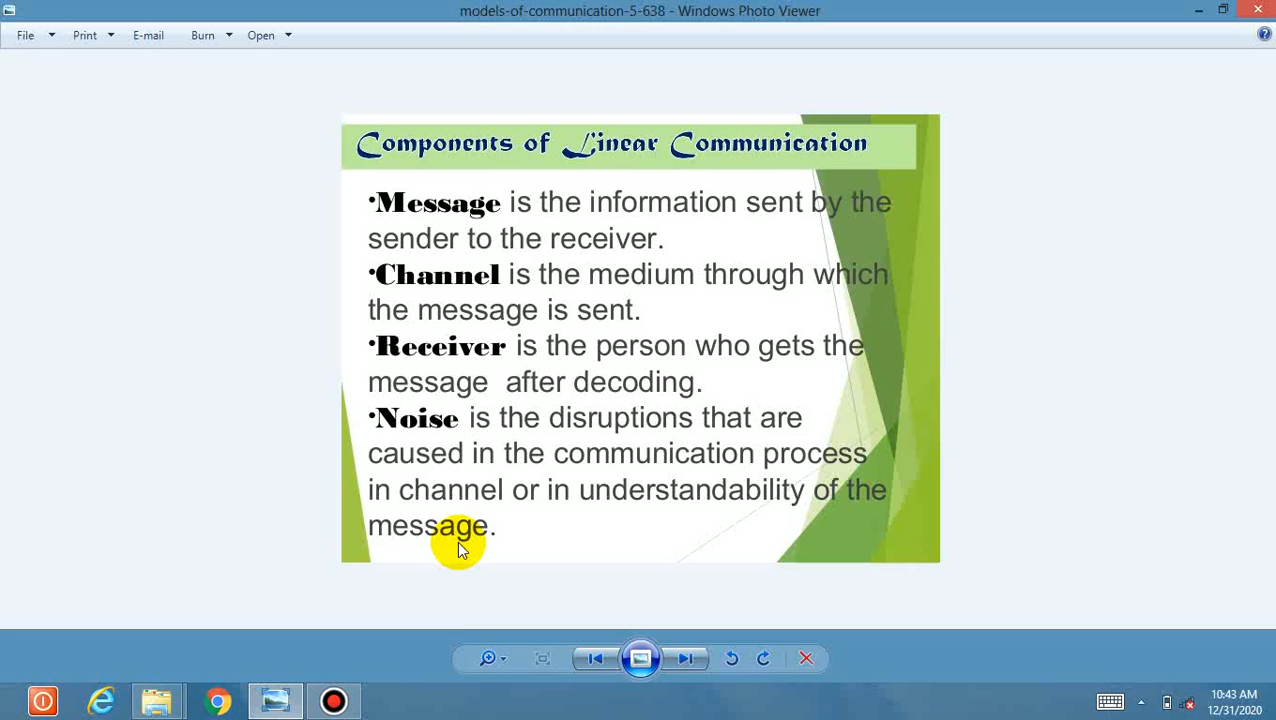 models-of-communication-5-638 - Windows Photo Viewer
File Print E-mail Burn Open
Components of Linear Communication
•Message is the information sent by the
sender to the receiver.
•Channel is the medium through which
the message is sent.
•Receiver is the person who gets the
message after decoding.
•Noise is the disruptions that are
caused in the communication process
in channel or in understandability of the
message.
10:43 AM
12/31/2020